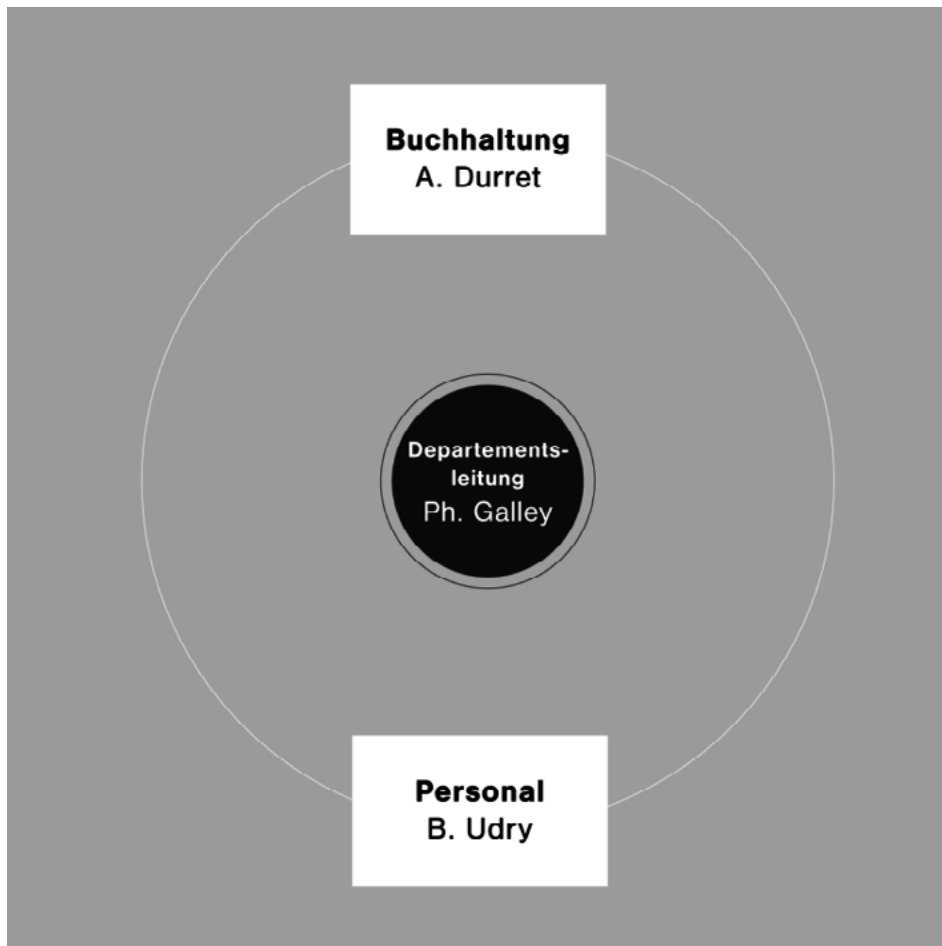 Buchhaltung
A. Durret
Departements-
leitung
Ph. Galley
Personal
B. Udry